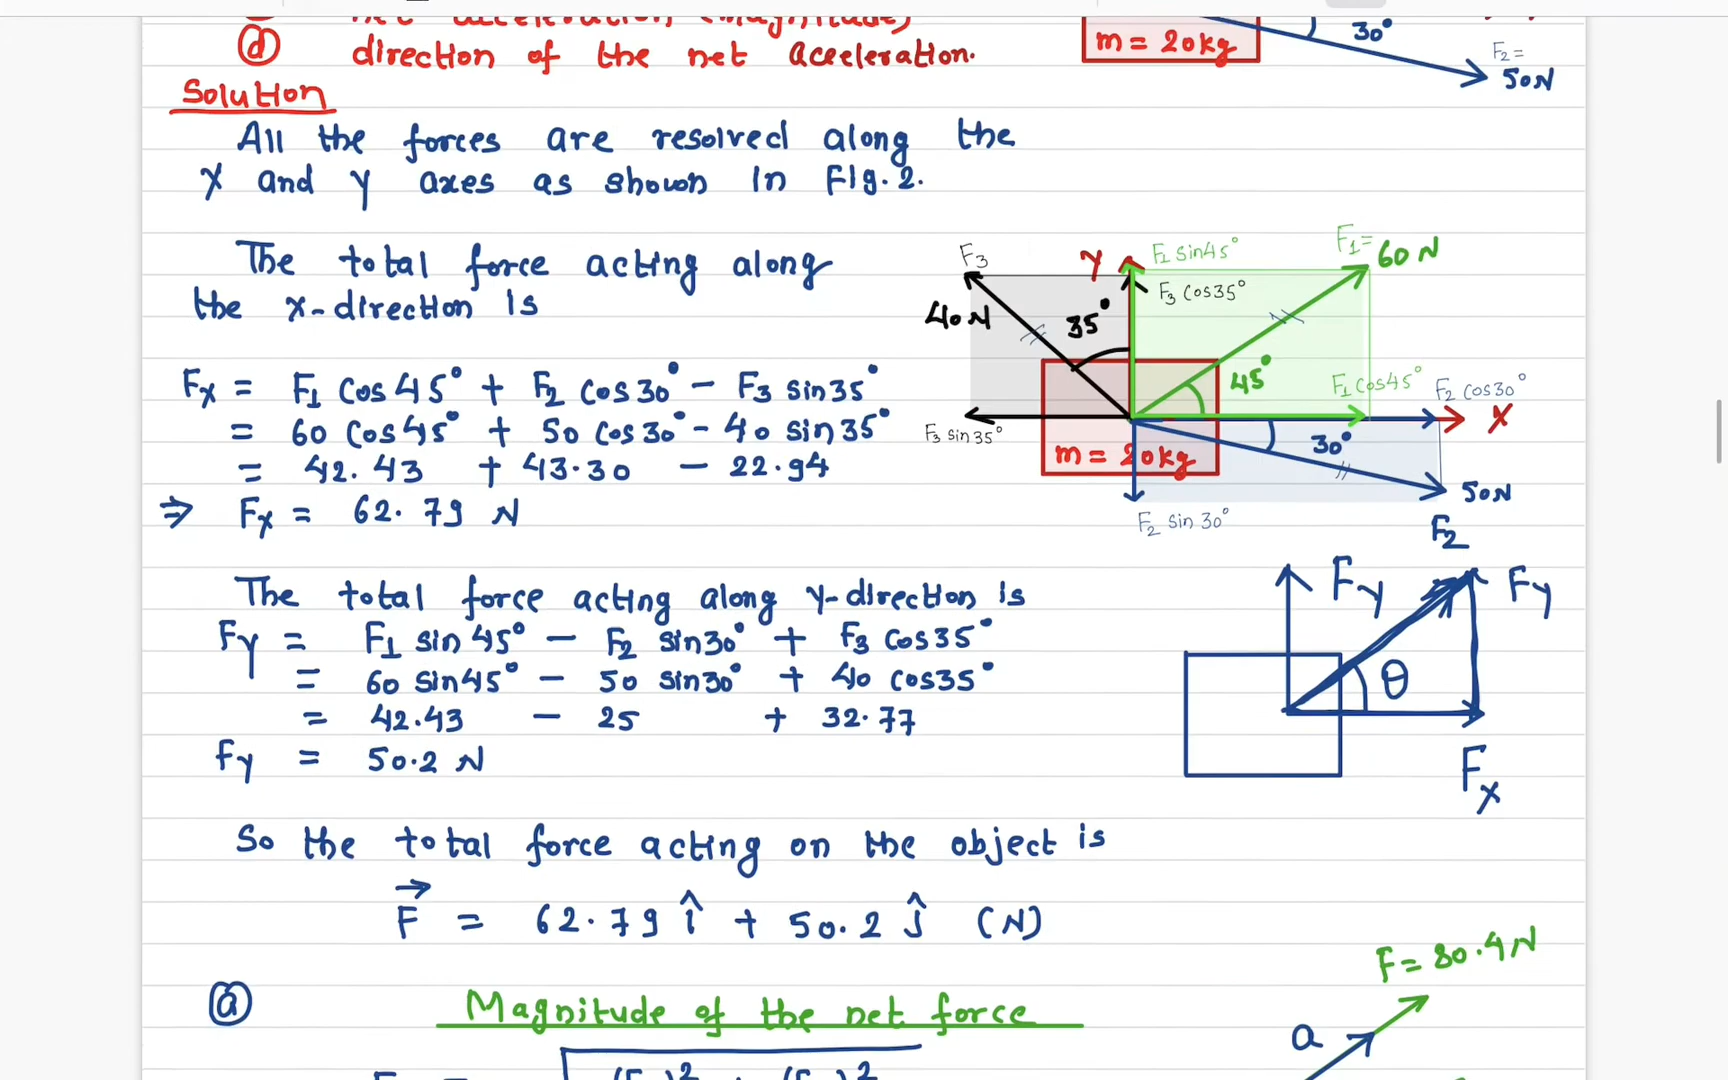 net acceleration (magnitude)
ⓓ direction of the net aceeleration.
m = 20kg
30°
F₂ =
50N
Solution
All the forces are resolved along the
X and Y axes as shown in Fig. 2.
The total force acting along
the x-direction is
Fx = F₁ Cos45° + F₂ Cos30° − F₃ Sin35°
= 60 Cos45° + 50 Cos30° − 40 Sin35°
= 42.43 + 43.30 − 22.94
⇒ Fx = 62.79 N
F₃
40N
35°
Y
F₁ Sin45°
F₃ Cos35°
F₁=
60 N
45°
F₁ Cos45°
F₂ Cos30°
X
F₃ Sin35°
m = 20kg
30°
50N
F₂
F₂ Sin 30°
The total force acting along y-direction is
Fy = F₁ Sin45° − F₂ Sin30° + F₃ Cos35°
= 60 Sin45° − 50 Sin30° + 40 Cos35°
= 42.43 − 25 + 32.77
Fy = 50.2 N
Fy
Fy
θ
Fx
So the total force acting on the object is
F⃗ = 62.79 î + 50.2 ĵ (N)
F = 80.4N
a
ⓐ Magnitude of the net force